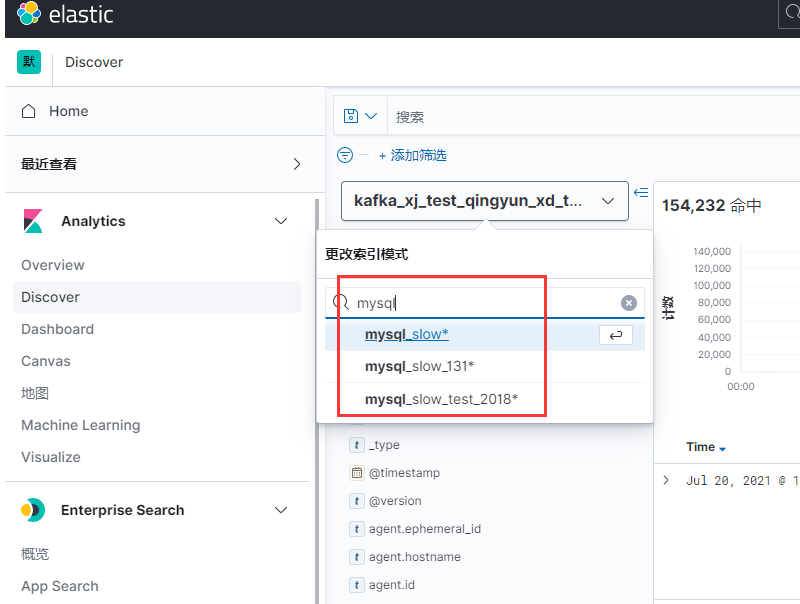 elastic
默
Discover
Home
最近查看
Analytics
Overview
Discover
Dashboard
Canvas
地图
Machine Learning
Visualize
Enterprise Search
概览
App Search
搜索
+ 添加筛选
kafka_xj_test_qingyun_xd_t...
更改索引模式
mysql
mysql_slow*
mysql_slow_131*
mysql_slow_test_2018*
t _type
@timestamp
t @version
t agent.ephemeral_id
t agent.hostname
t agent.id
154,232 命中
计数
140,000
120,000
100,000
80,000
60,000
40,000
20,000
0
00:00
Time
Jul 20, 2021 @ 1